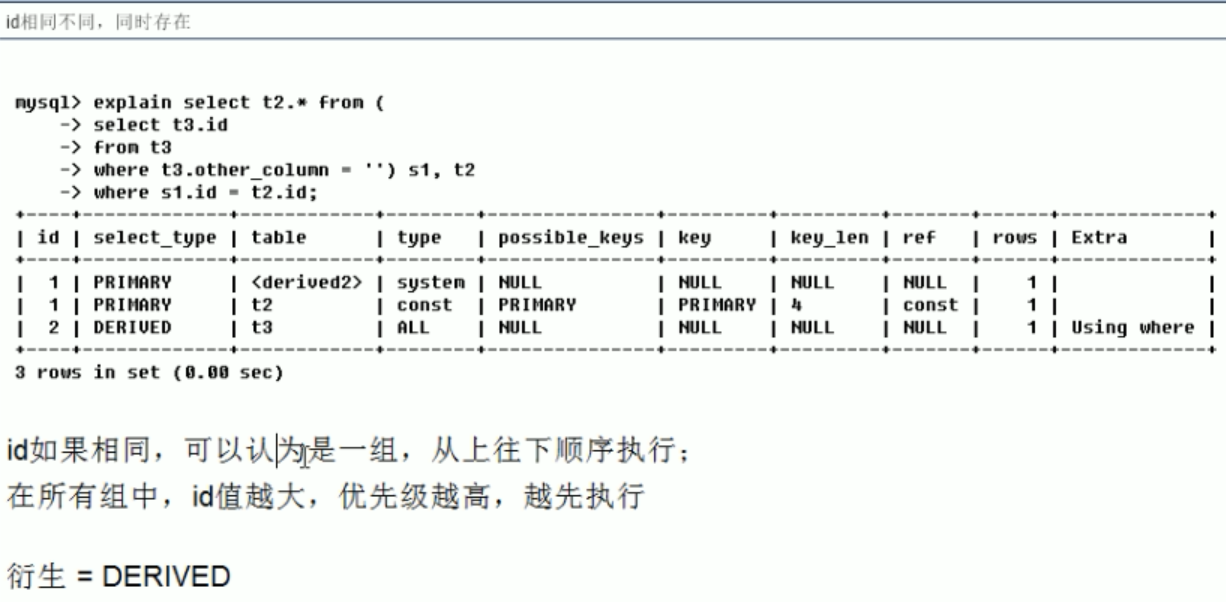 id相同不同，同时存在
mysql> explain select t2.* from (
    -> select t3.id
    -> from t3
    -> where t3.other_column = '') s1, t2
    -> where s1.id = t2.id;
+----+-------------+------------+--------+---------------+---------+---------+-------+------+-------------+
| id | select_type | table      | type   | possible_keys | key     | key_len | ref   | rows | Extra       |
+----+-------------+------------+--------+---------------+---------+---------+-------+------+-------------+
|  1 | PRIMARY     | <derived2> | system | NULL          | NULL    | NULL    | NULL  |    1 |             |
|  1 | PRIMARY     | t2         | const  | PRIMARY       | PRIMARY | 4       | const |    1 |             |
|  2 | DERIVED     | t3         | ALL    | NULL          | NULL    | NULL    | NULL  |    1 | Using where |
+----+-------------+------------+--------+---------------+---------+---------+-------+------+-------------+
3 rows in set (0.00 sec)
id如果相同，可以认为是一组，从上往下顺序执行；
在所有组中，id值越大，优先级越高，越先执行
衍生 = DERIVED